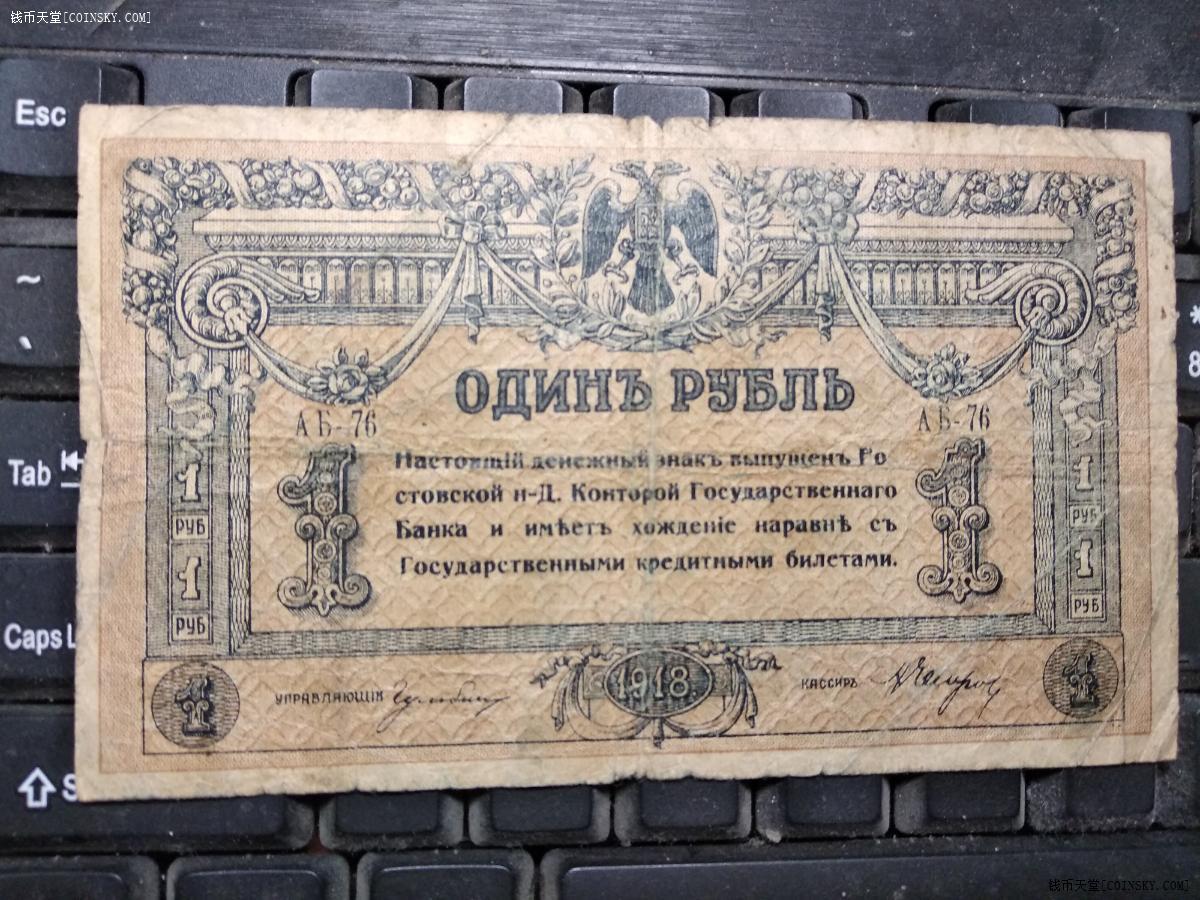 钱币天堂[COINSKY.COM]
Esc
~
Tab
Caps L
*
8
ОДИНЪ РУБЛЬ
АБ-76 АБ-76
1 1
Настоящій денежный знакъ выпущенъ Ро
стовской н-Д. Конторой Государственнаго
Банка и имѣетъ хожденіе наравнѣ съ
Государственными кредитными билетами.
1 1
РУБ РУБ
1 1
РУБ РУБ
1918.
УПРАВЛЯЮЩІЙ КАССИРЪ
1 1
S
钱币天堂[COINSKY.COM]